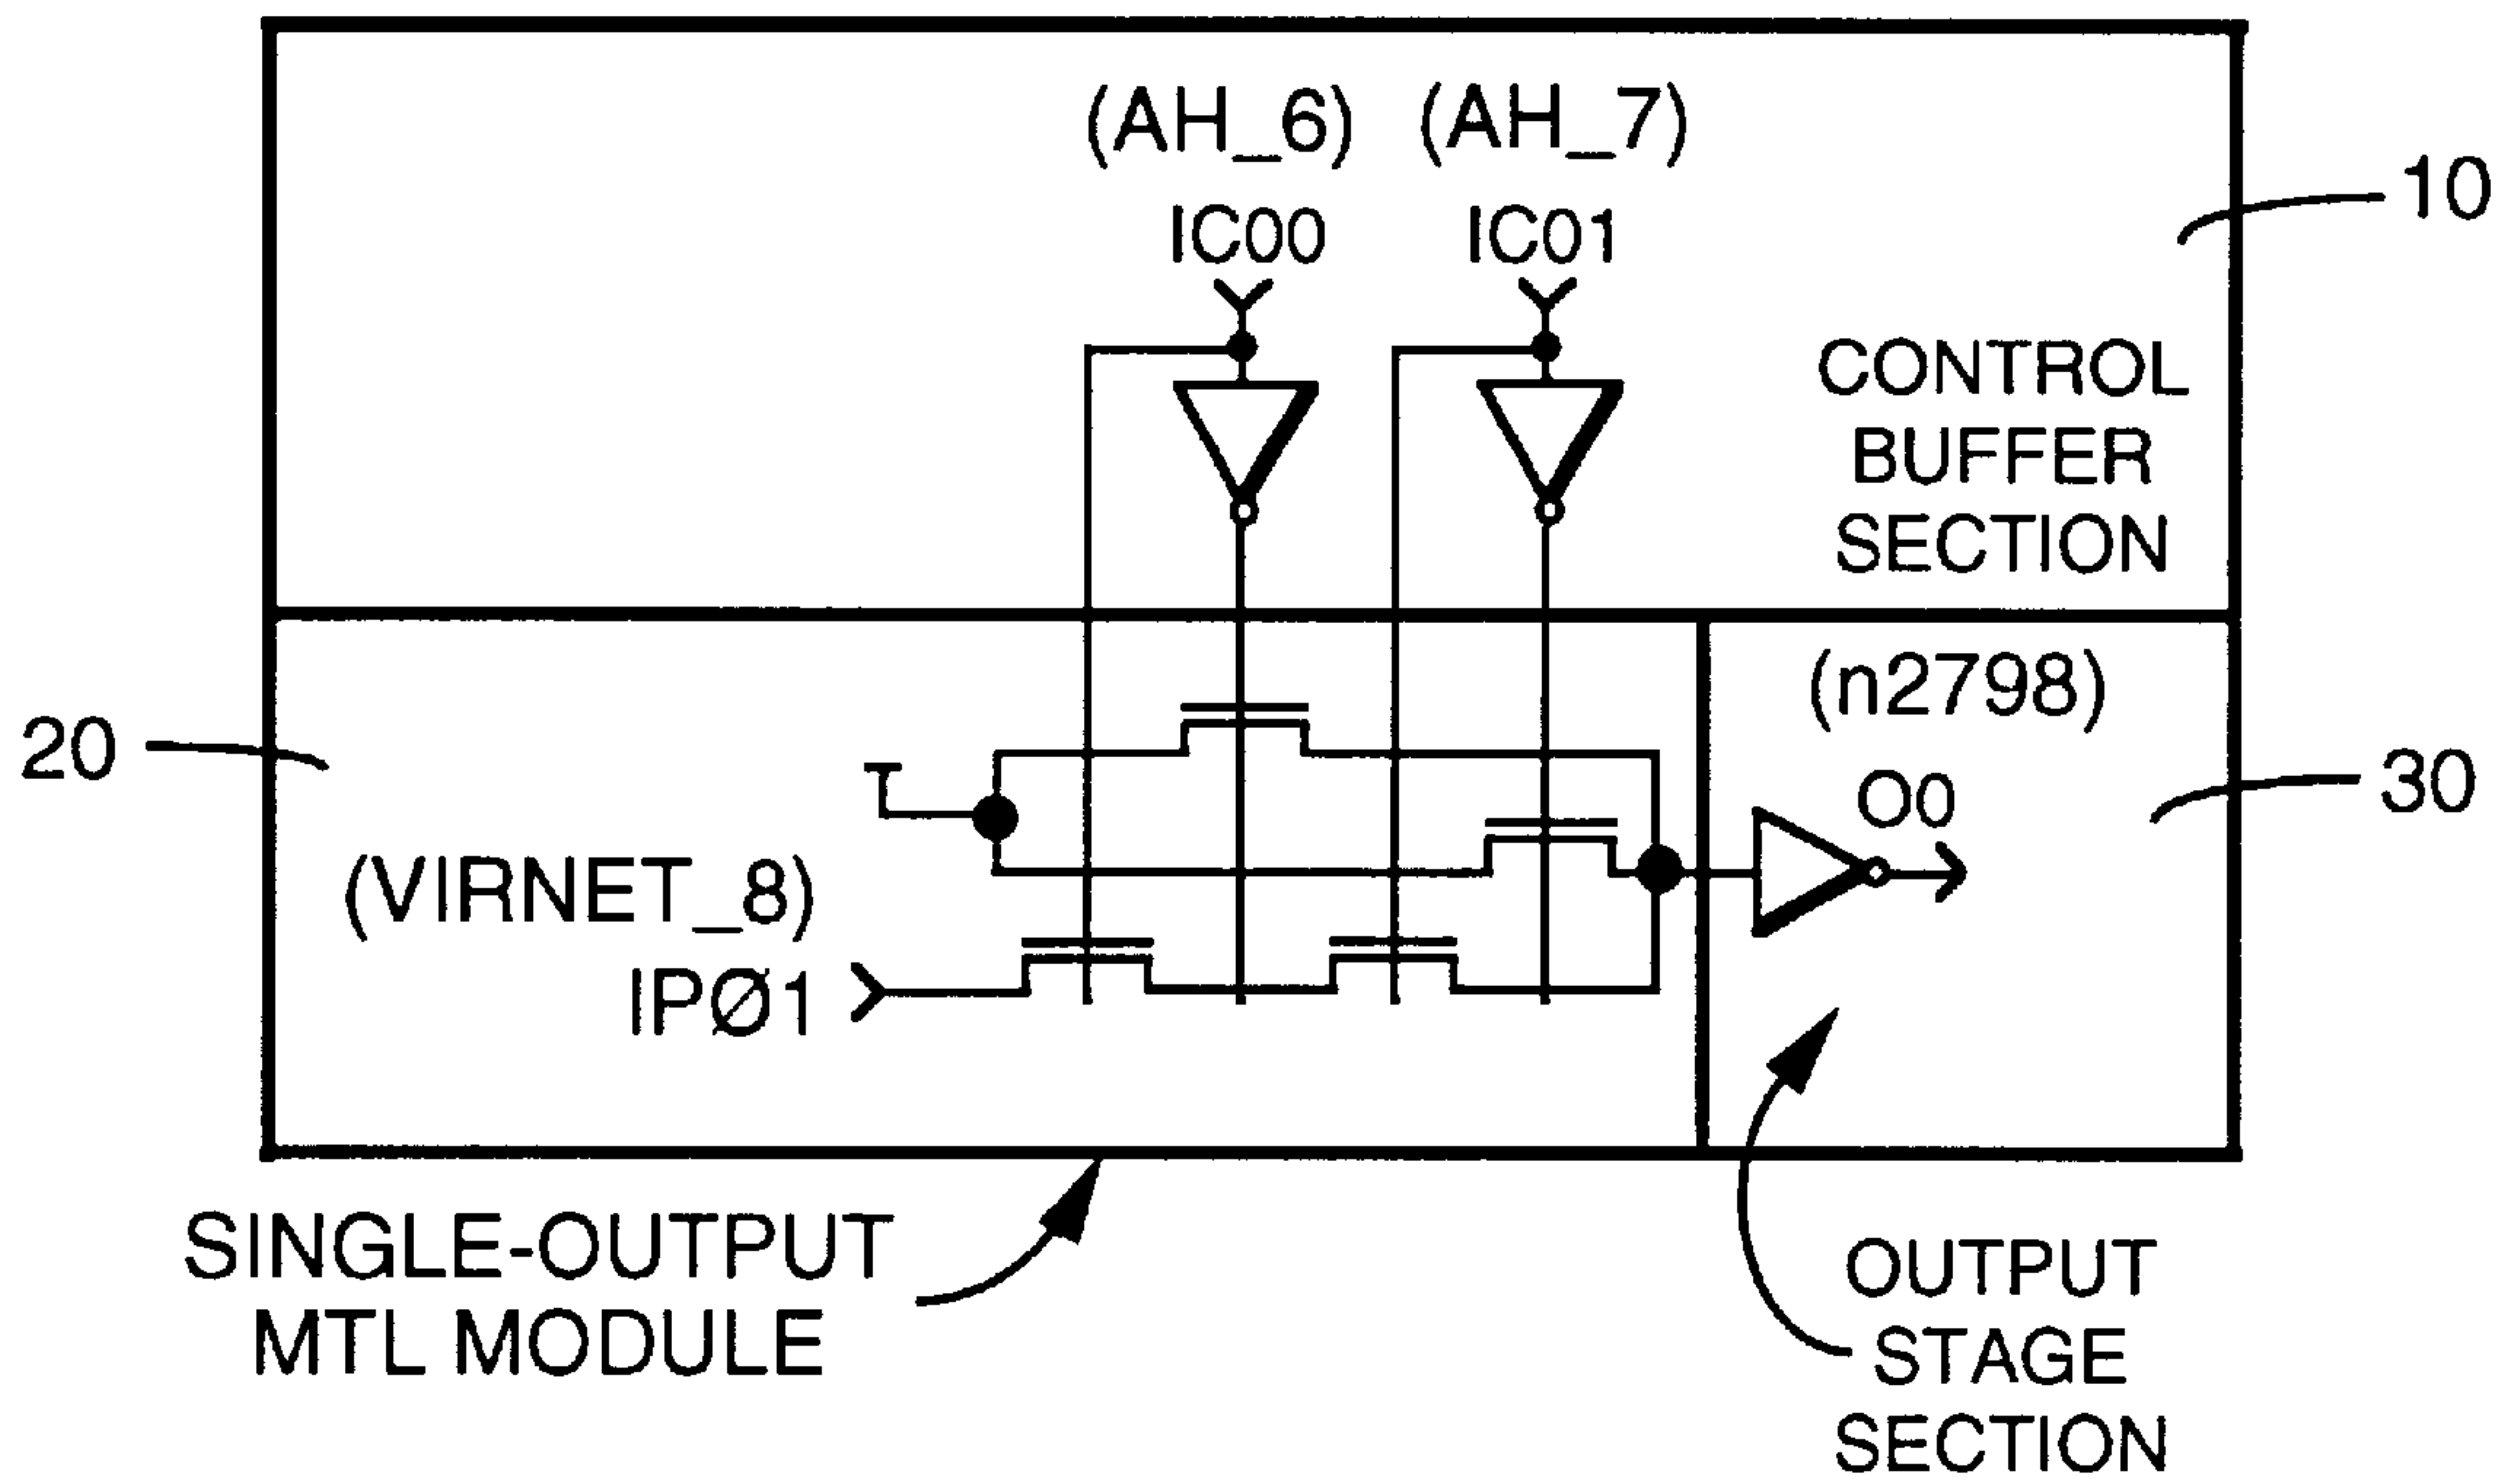 (AH_6) (AH_7)
10
IC00 IC01
CONTROL
BUFFER
SECTION
(n2798)
20
30
O0
(VIRNET_8)
IPØ1
SINGLE-OUTPUT
MTL MODULE
OUTPUT
STAGE
SECTION